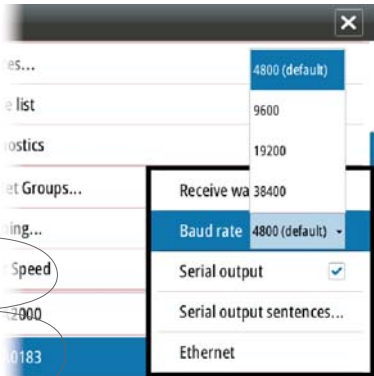 es...
4800 (default)
list
9600
ostics
19200
et Groups...
Receive wa
38400
ping...
Baud rate
4800 (default)
Speed
Serial output
2000
Serial output sentences...
0183
Ethernet